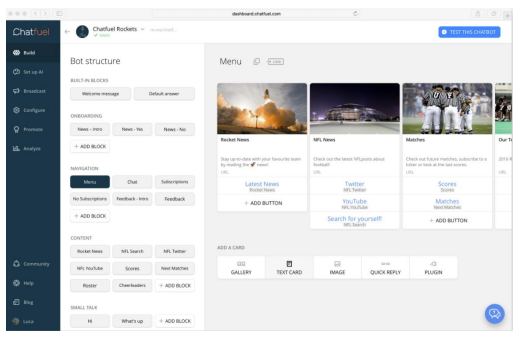 dashboard.chatfuel.com
Chatfuel
Chatfuel Rockets
TEST THIS CHATBOT
Build
Set up AI
Broadcast
Configure
Promote
Analyze
Community
Help
Blog
Luca
Bot structure
BUILT-IN BLOCKS
Welcome message
Default answer
ONBOARDING
News - Intro
News - Yes
News - No
+ ADD BLOCK
NAVIGATION
Menu
Chat
Subscriptions
No Subscriptions
Feedback - Intro
Feedback
+ ADD BLOCK
CONTENT
Rocket News
NFL Search
NFL Twitter
NFL YouTube
Scores
Next Matches
Roster
Cheerleaders
+ ADD BLOCK
SMALL TALK
Hi
What's up
+ ADD BLOCK
Menu
LINK
Rocket News
Stay up-to-date with your favourite team
by reading the 🚀 news!
URL
Latest News
Rocket News
+ ADD BUTTON
NFL News
Check out the latest NFL posts about
football!
URL
Twitter
NFL Twitter
YouTube
NFL YouTube
Search for yourself!
NFL Search
Matches
Check out future matches, subscribe to a
ticker or look at the last scores.
URL
Scores
Scores
Matches
Next Matches
+ ADD BUTTON
Our T
URL
ADD A CARD
GALLERY
TEXT CARD
IMAGE
QUICK REPLY
PLUGIN